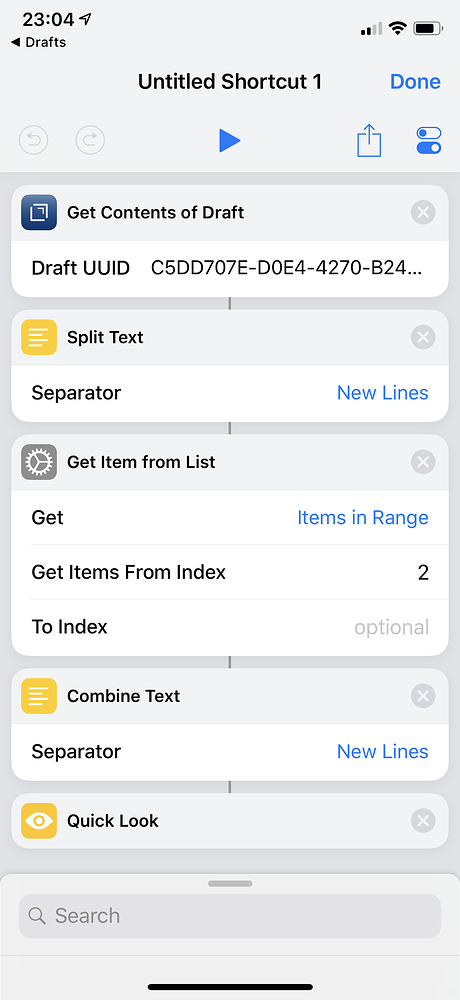 23:04
Drafts
Untitled Shortcut 1 Done
Get Contents of Draft
Draft UUID C5DD707E-D0E4-4270-B24...
Split Text
Separator New Lines
Get Item from List
Get Items in Range
Get Items From Index 2
To Index optional
Combine Text
Separator New Lines
Quick Look
Search